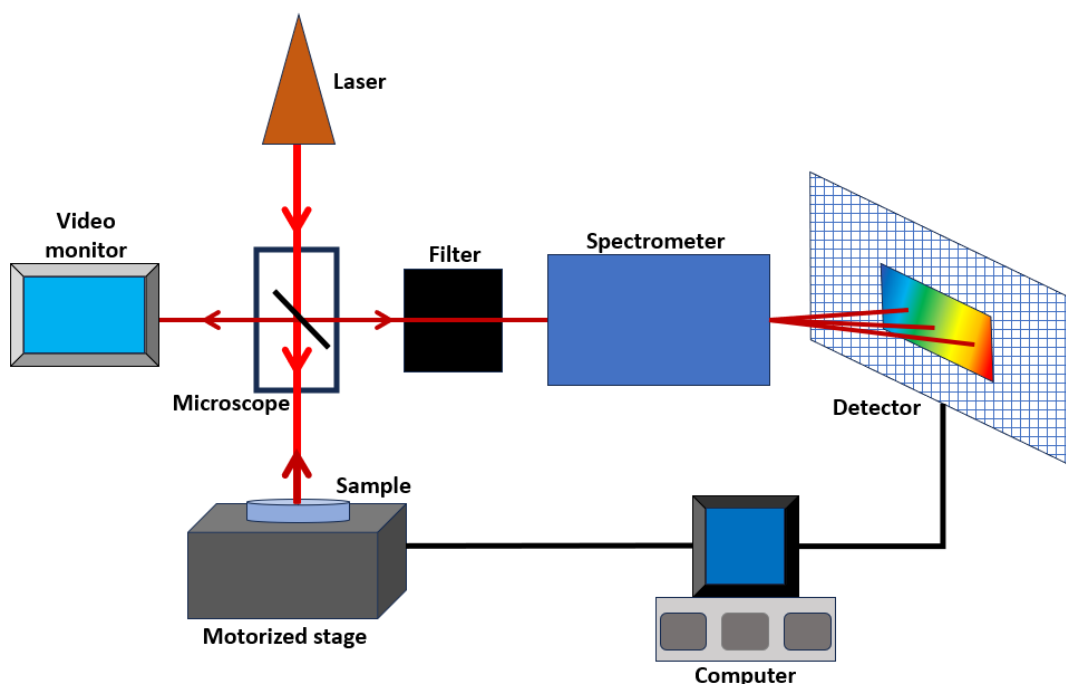 Laser
Video
monitor
Filter
Spectrometer
Microscope
Detector
Sample
Motorized stage
Computer